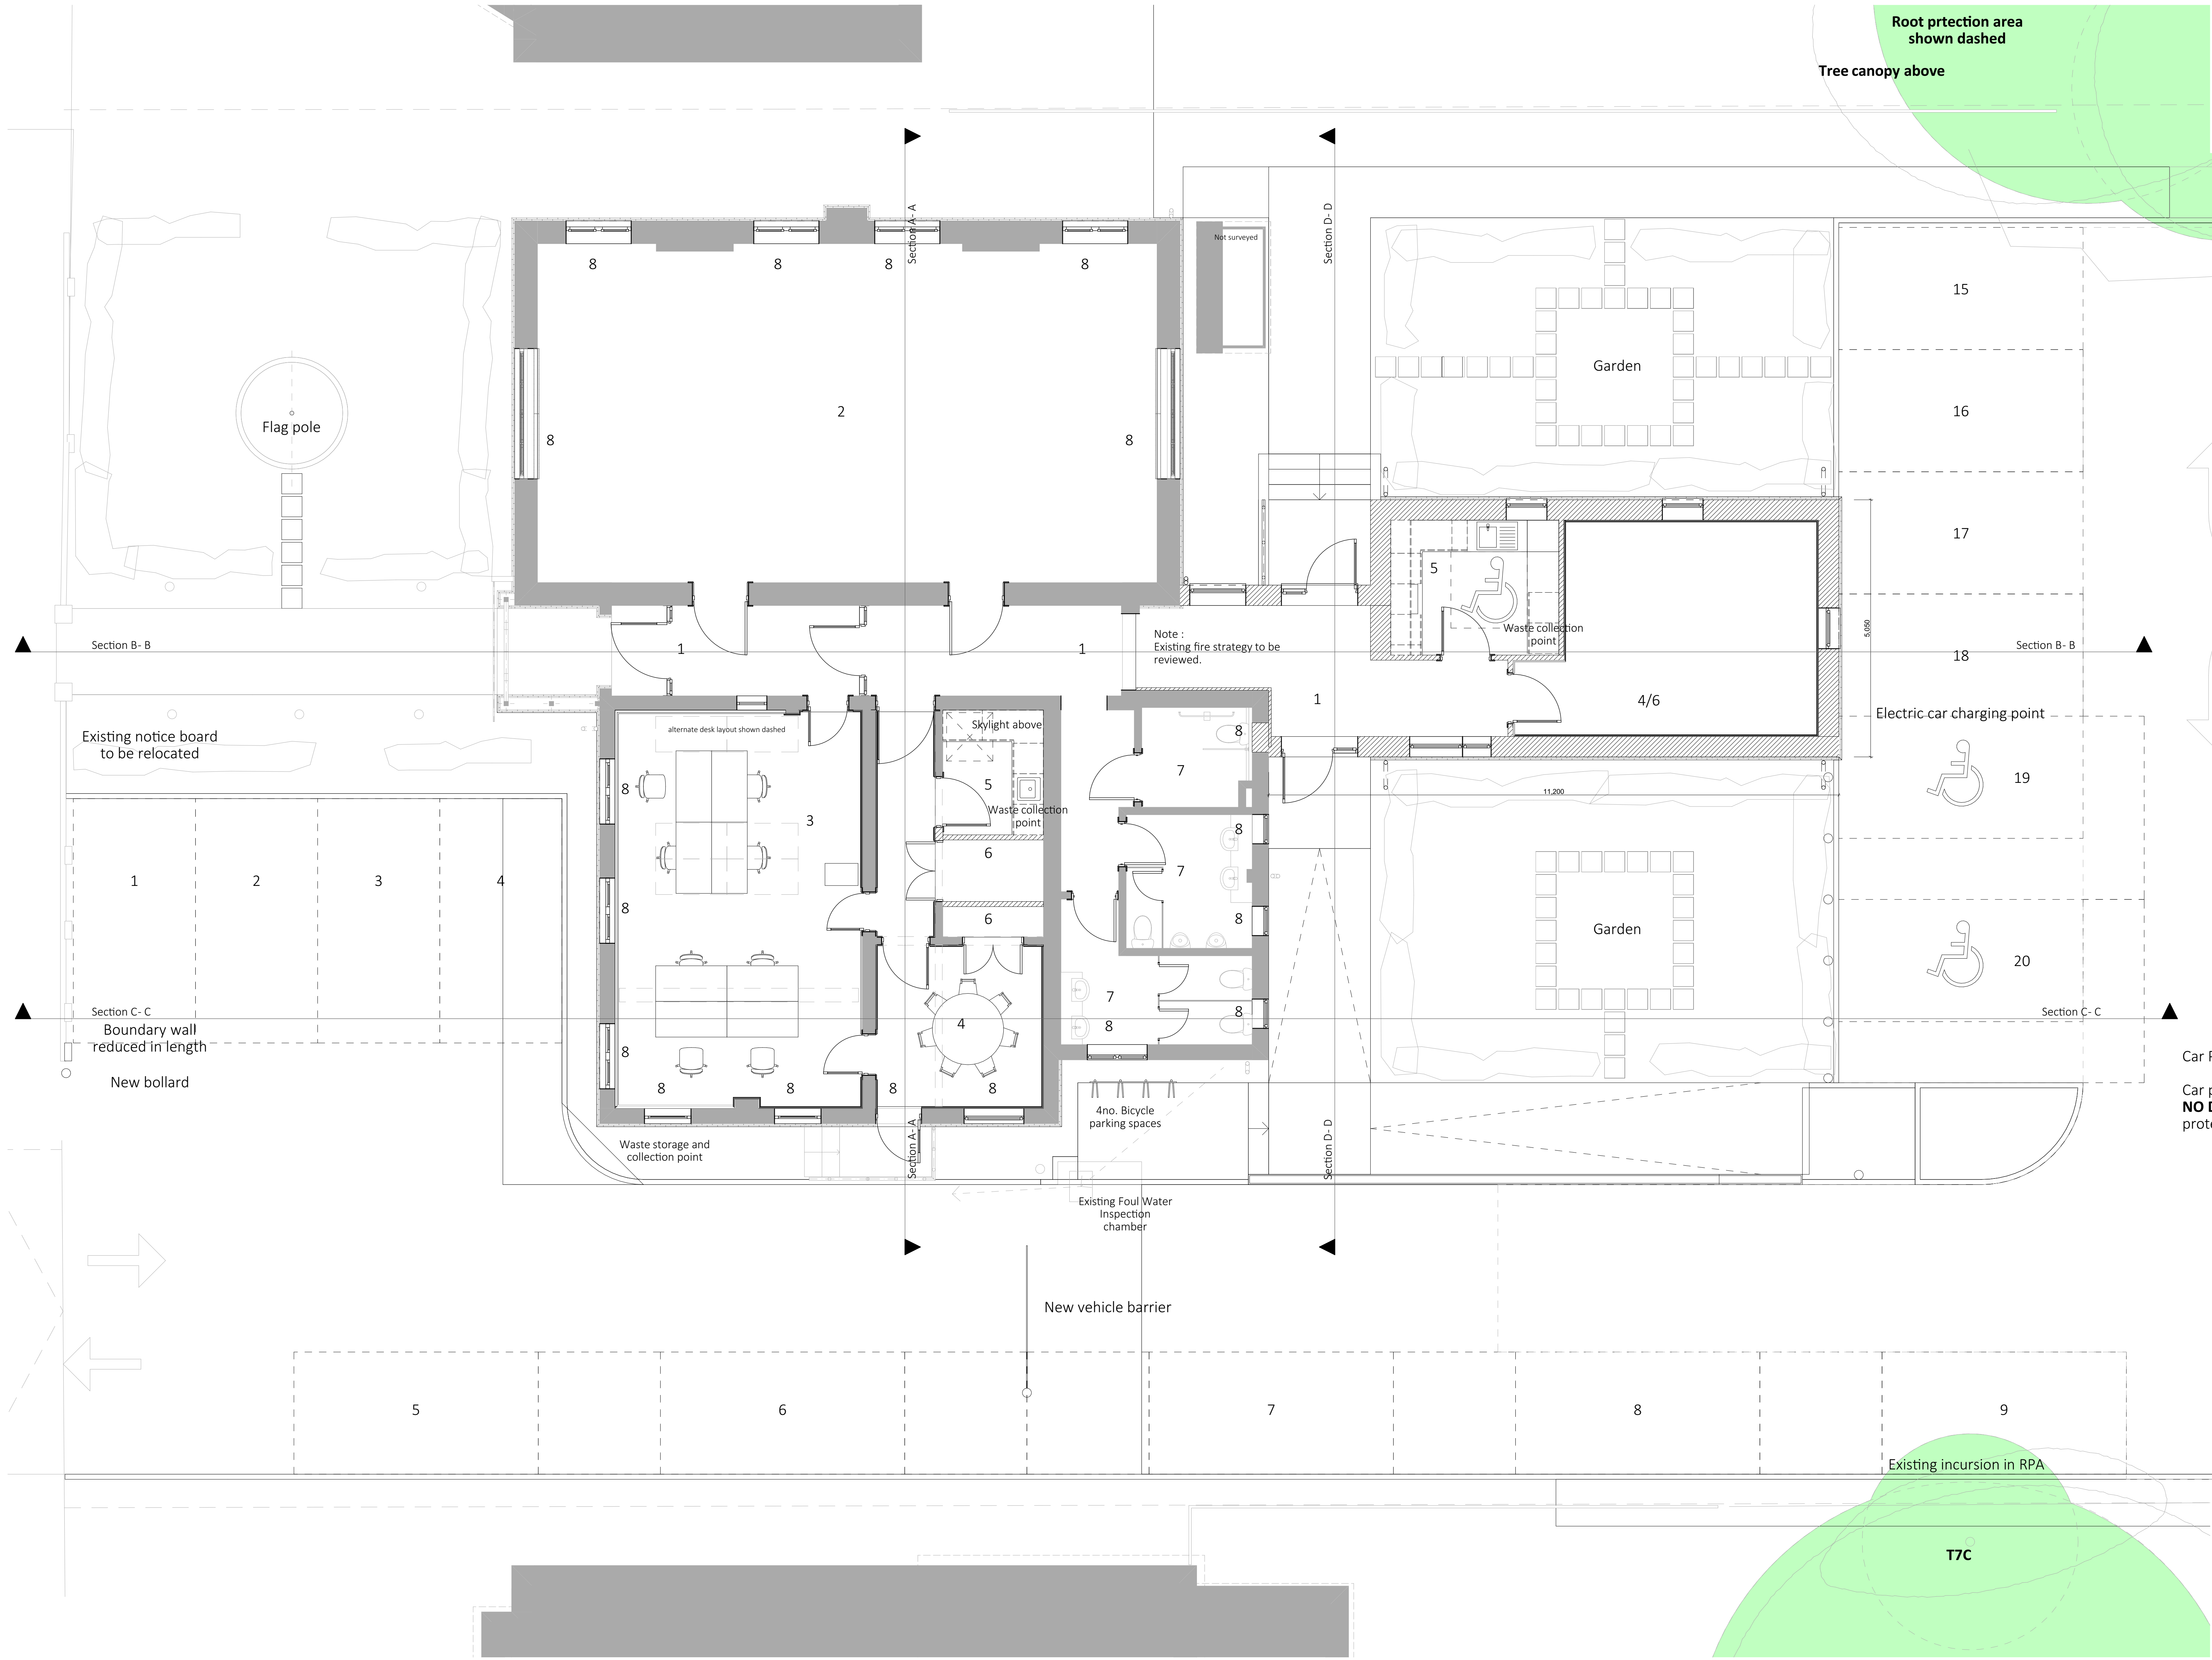 Root prtection area
shown dashed
Tree canopy above
Section A- A
Section D- D
Not surveyed
8
8
8
8
15
Garden
16
2
Flag pole
8
8
17
5
Waste collection
point
5,050
Note :
Existing fire strategy to be
reviewed.
Section B- B
1
1
18
Section B- B
1
4/6
Electric car charging point
Existing notice board
to be relocated
alternate desk layout shown dashed
Skylight above
8
7
19
8
5
Waste collection
point
11,200
3
8
6
7
1
2
3
4
8
6
8
Garden
20
7
8
Section C- C
4
8
Section C- C
Boundary wall
reduced in length
8
New bollard
8
8
8
8
Car
Car
NO
4no. Bicycle
parking spaces
Waste storage and
collection point
Section A- A
Section D- D
Existing Foul Water
Inspection
chamber
New vehicle barrier
5
6
7
8
9
Existing incursion in RPA
T7C